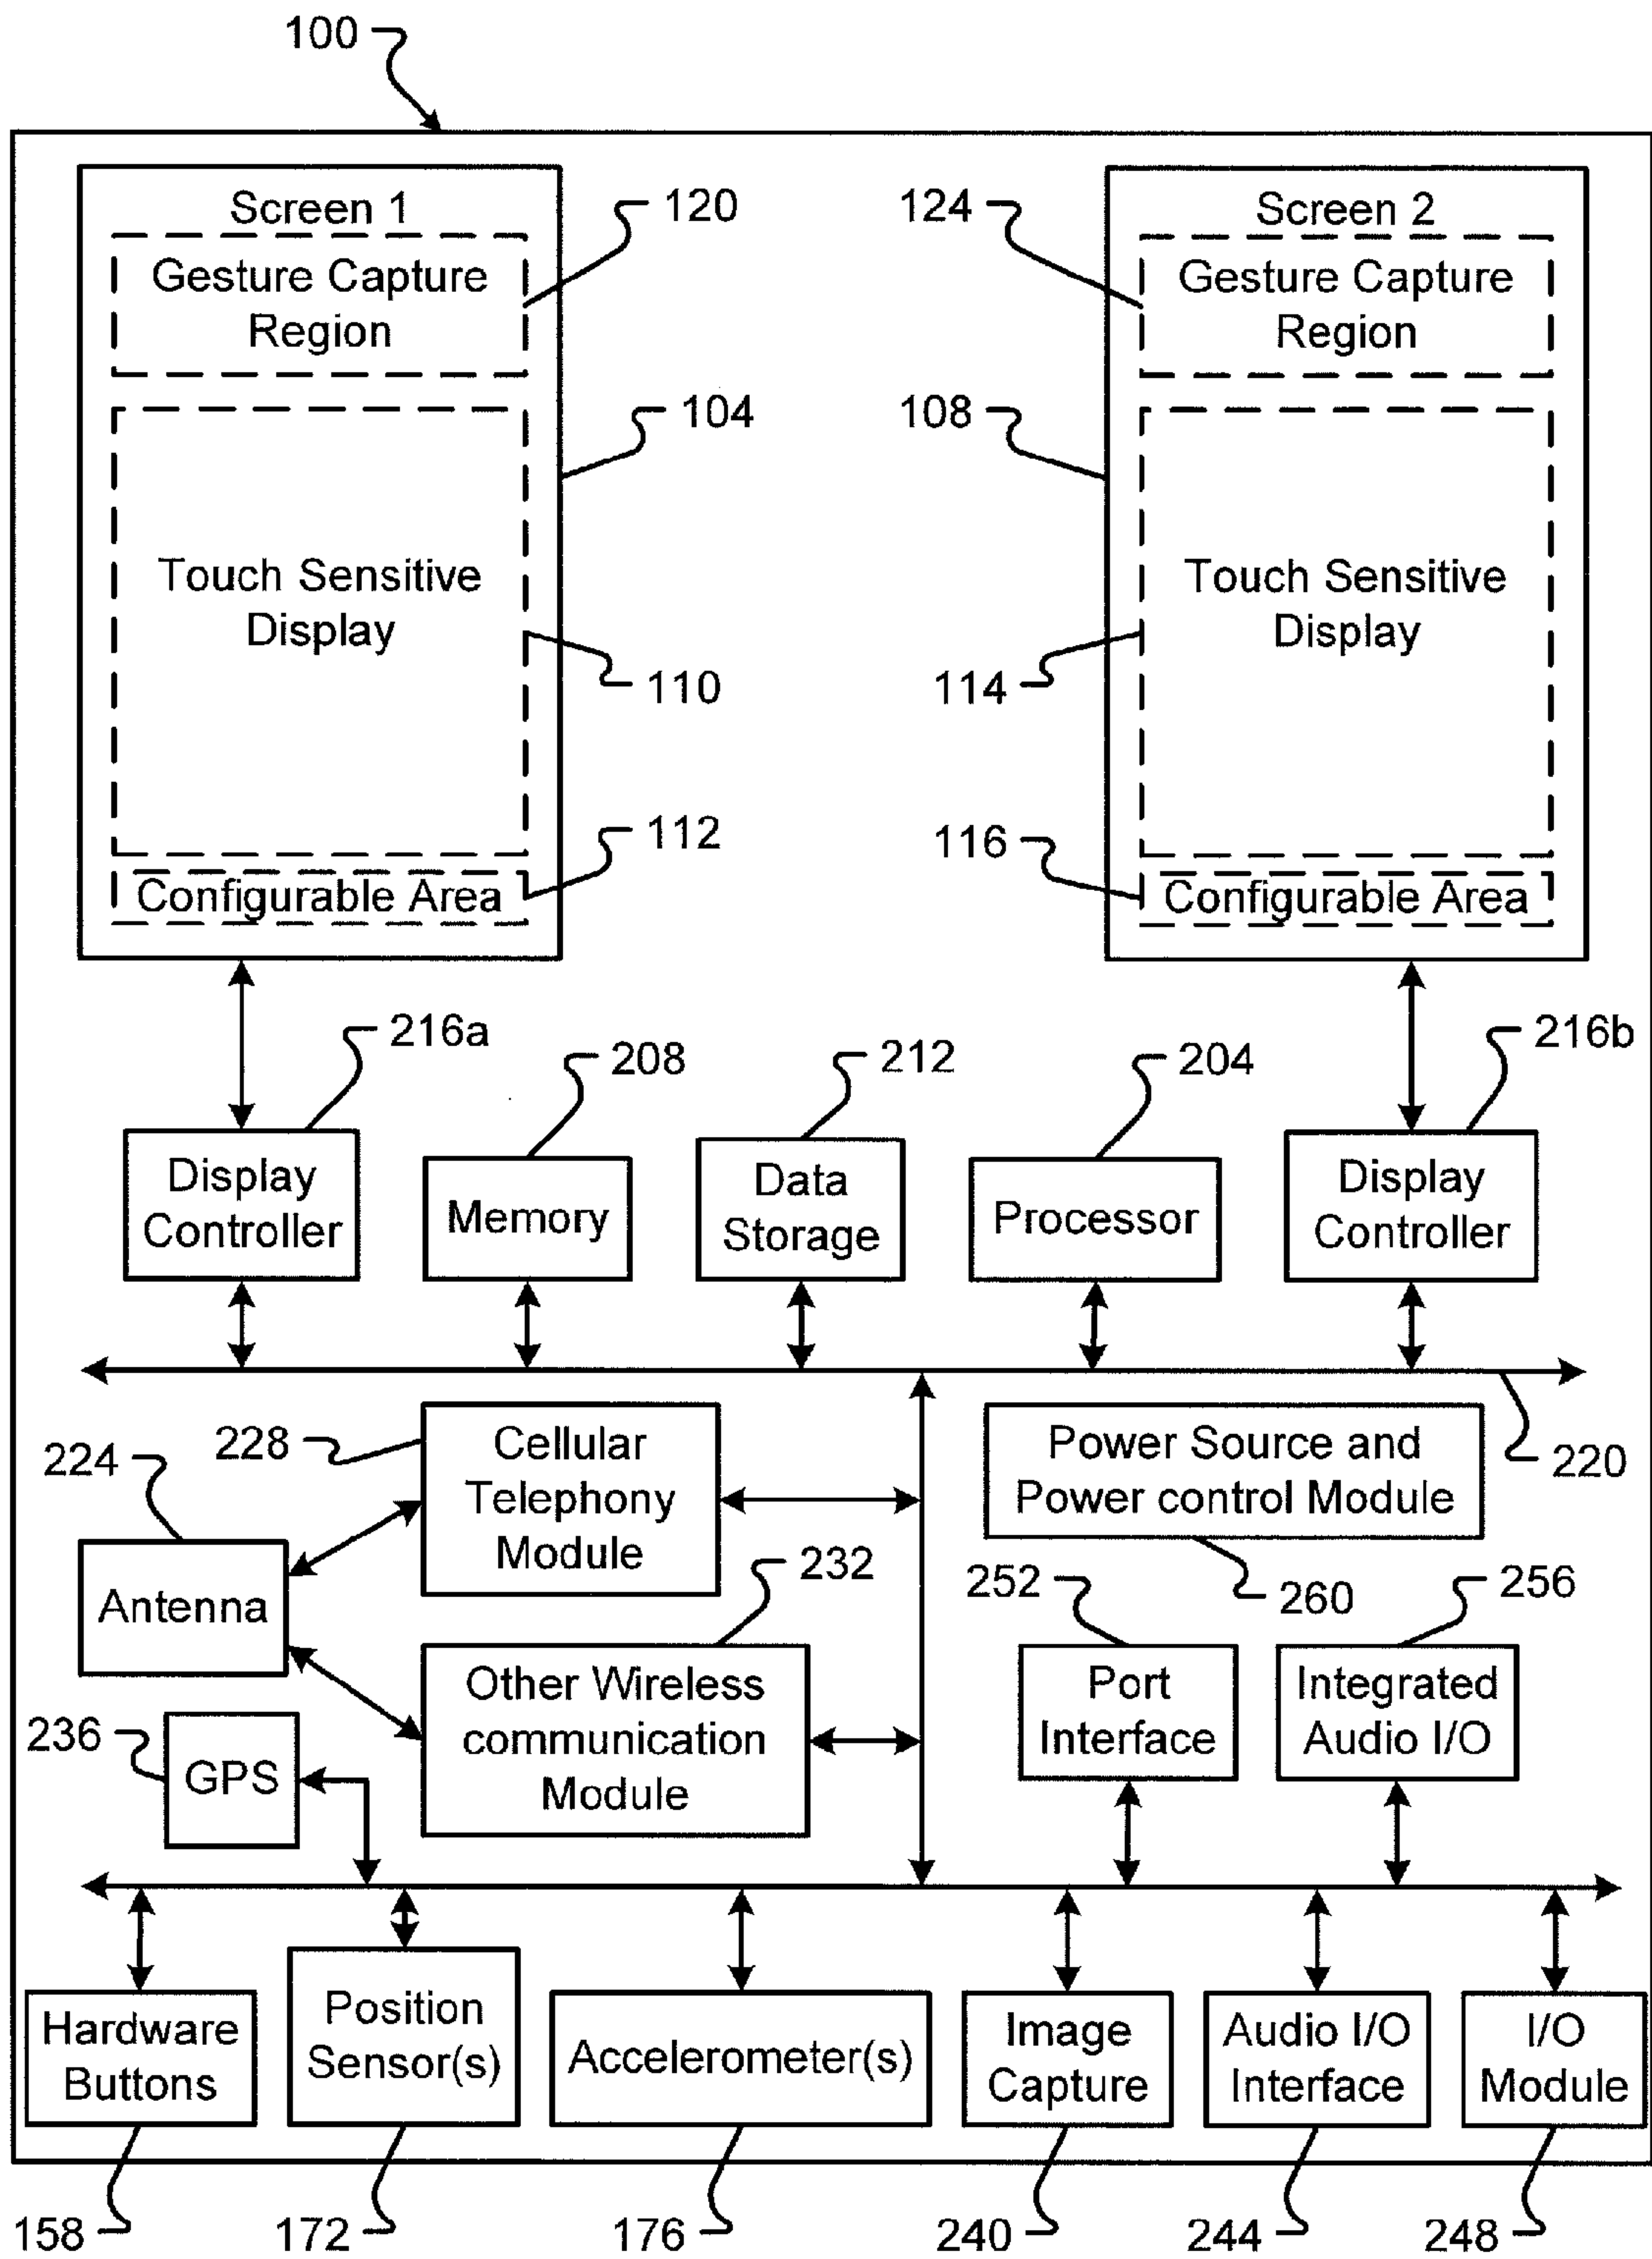 100
Screen 1
Gesture Capture
Region
120
124
Screen 2
Gesture Capture
Region
104
108
Touch Sensitive
Display
Touch Sensitive
Display
110
114
112
116
Configurable Area
Configurable Area
216a
208
212
204
216b
Display
Controller
Memory
Data
Storage
Processor
Display
Controller
228
Cellular
Telephony
Module
Power Source and
Power control Module
220
224
Antenna
232
252
260
256
Other Wireless
communication
Module
Port
Interface
Integrated
Audio I/O
236
GPS
Hardware
Buttons
Position
Sensor(s)
Accelerometer(s)
Image
Capture
Audio I/O
Interface
I/O
Module
158
172
176
240
244
248